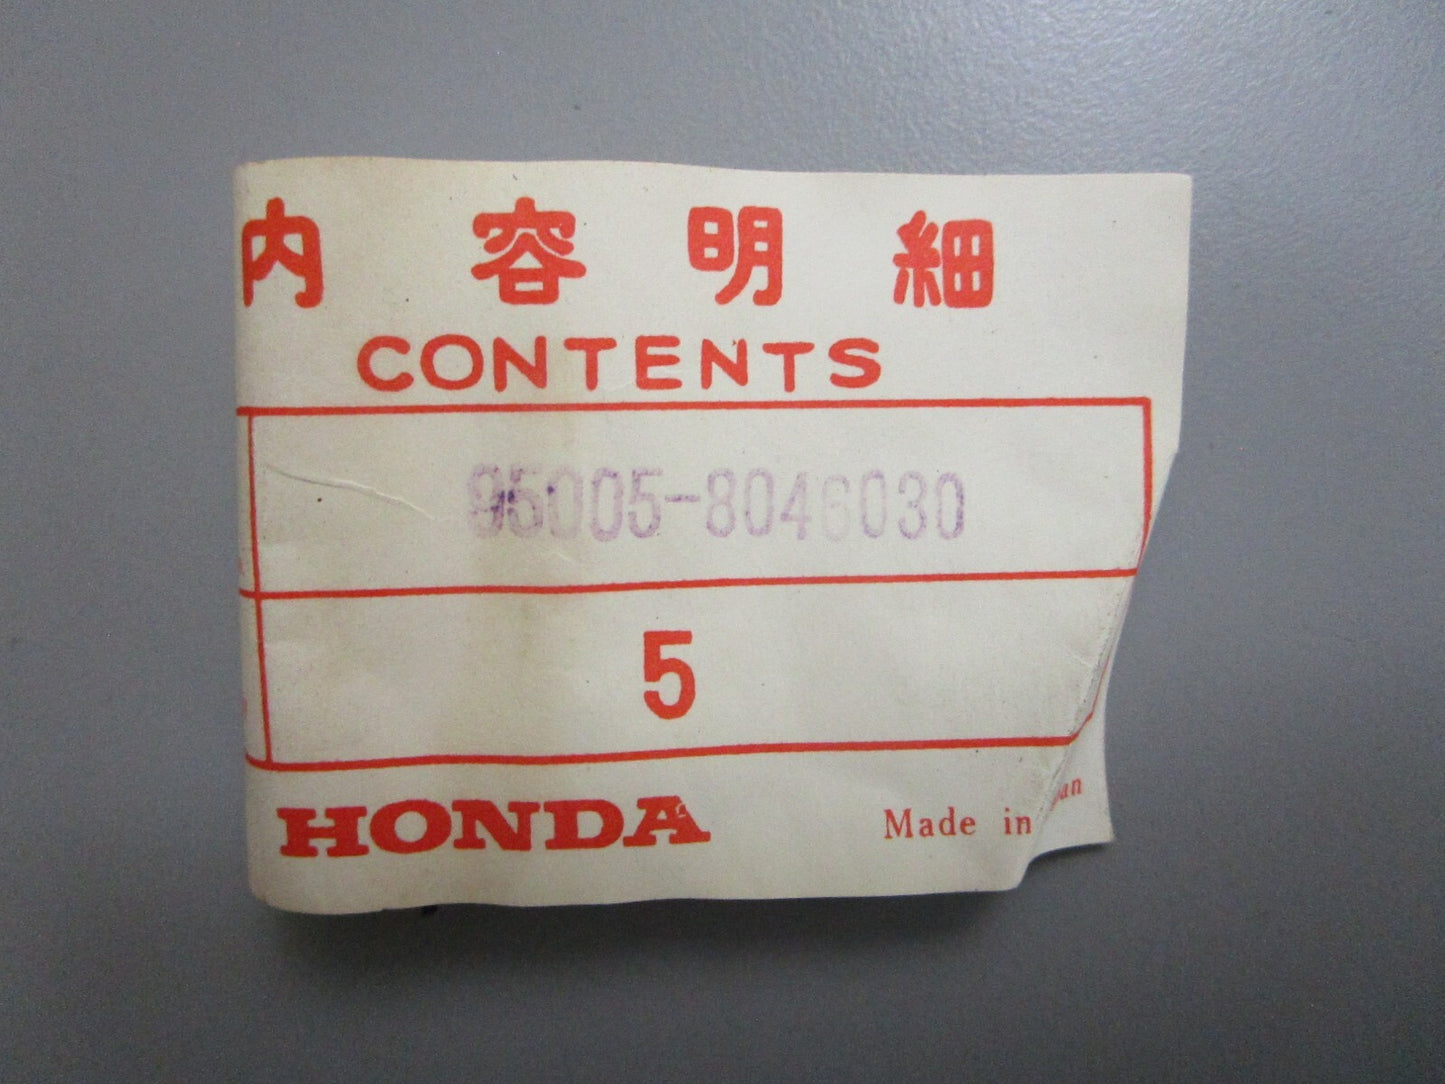 内容明細
CONTENTS
95005-8046030
5
HONDA
Made in